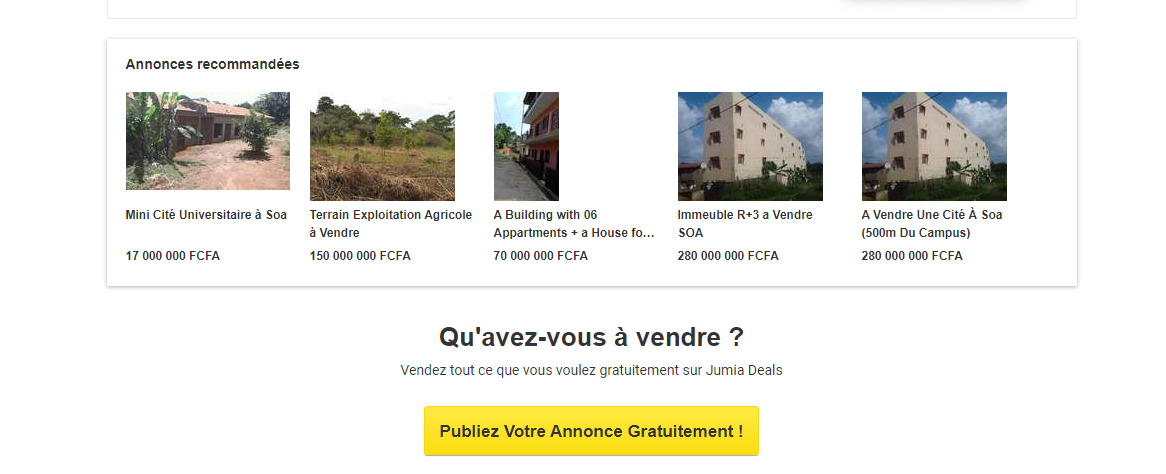 Annonces recommandées
Mini Cité Universitaire à Soa
17 000 000 FCFA
Terrain Exploitation Agricole
à Vendre
150 000 000 FCFA
A Building with 06
Appartments + a House fo…
70 000 000 FCFA
Immeuble R+3 a Vendre
SOA
280 000 000 FCFA
A Vendre Une Cité À Soa
(500m Du Campus)
280 000 000 FCFA
Qu'avez-vous à vendre ?
Vendez tout ce que vous voulez gratuitement sur Jumia Deals
Publiez Votre Annonce Gratuitement !